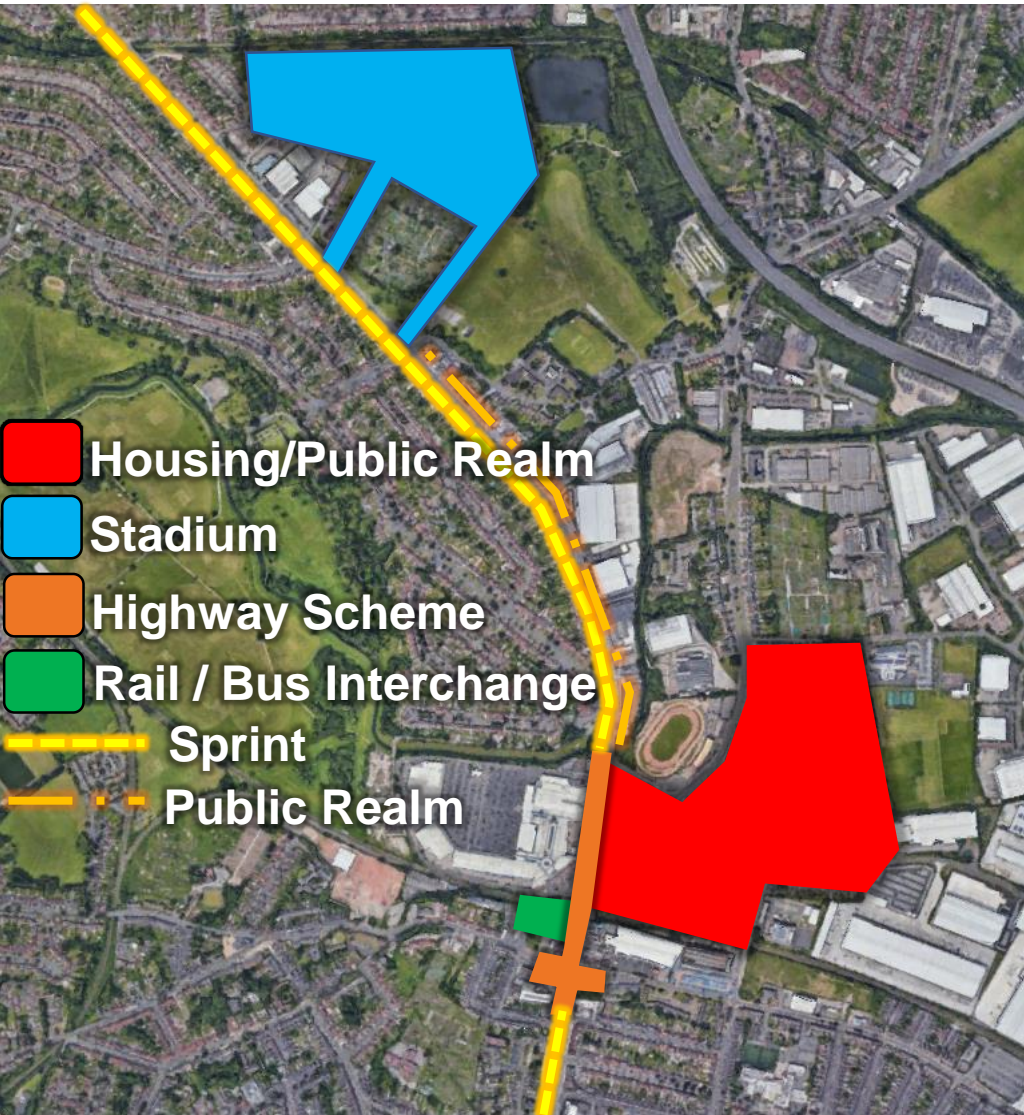 Housing/Public Realm
Stadium
Highway Scheme
Rail / Bus Interchange
Sprint
Public Realm